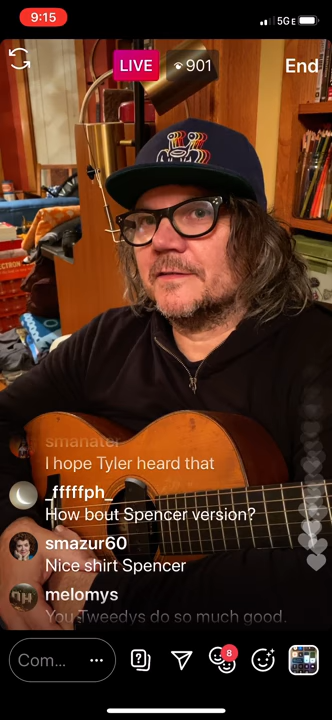 9:15
5GE
LIVE
901
End
smanater
I hope Tyler heard that
_fffffph_
How bout Spencer version?
smazur60
Nice shirt Spencer
melomys
You Tweedys do so much good.
Com...
8